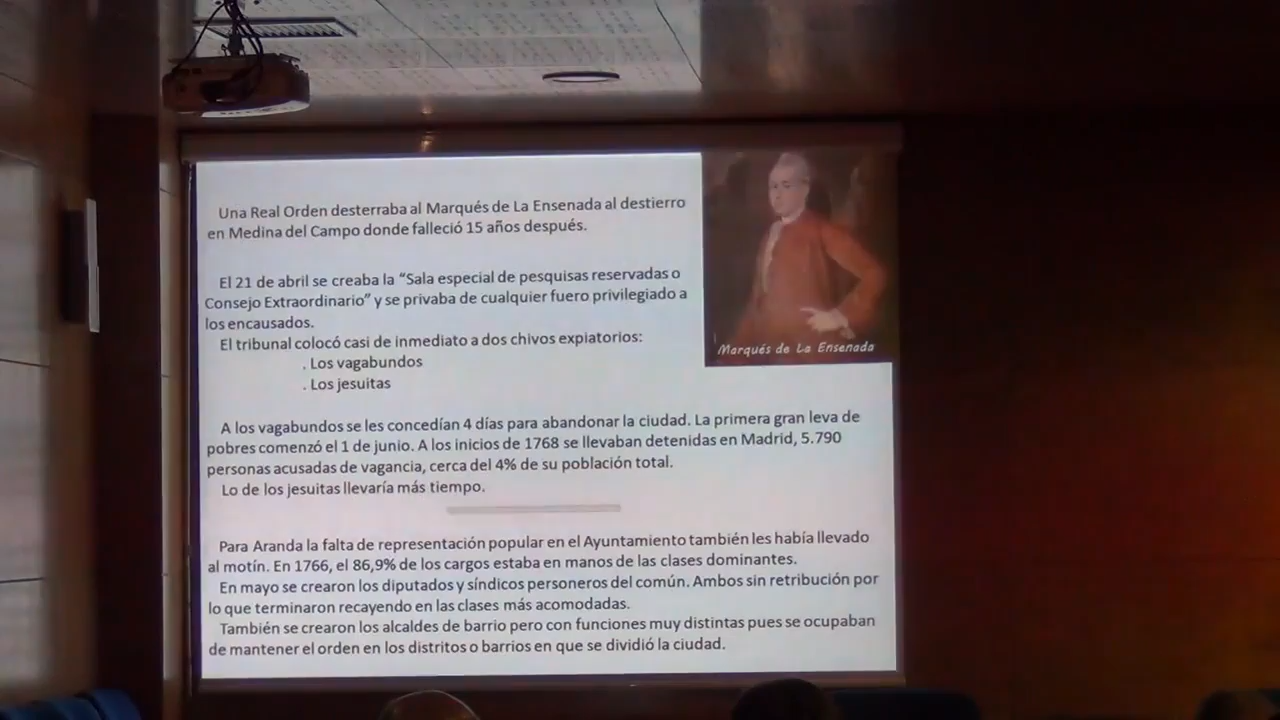 Una Real Orden desterraba al Marqués de La Ensenada al destierro
en Medina del Campo donde falleció 15 años después.
El 21 de abril se creaba la “Sala especial de pesquisas reservadas o
Consejo Extraordinario” y se privaba de cualquier fuero privilegiado a
los encausados.
El tribunal colocó casi de inmediato a dos chivos expiatorios:
. Los vagabundos
. Los jesuitas
Marqués de La Ensenada
A los vagabundos se les concedían 4 días para abandonar la ciudad. La primera gran leva de
pobres comenzó el 1 de junio. A los inicios de 1768 se llevaban detenidas en Madrid, 5.790
personas acusadas de vagancia, cerca del 4% de su población total.
Lo de los jesuitas llevaría más tiempo.
Para Aranda la falta de representación popular en el Ayuntamiento también les había llevado
al motín. En 1766, el 86,9% de los cargos estaba en manos de las clases dominantes.
En mayo se crearon los diputados y síndicos personeros del común. Ambos sin retribución por
lo que terminaron recayendo en las clases más acomodadas.
También se crearon los alcaldes de barrio pero con funciones muy distintas pues se ocupaban
de mantener el orden en los distritos o barrios en que se dividió la ciudad.